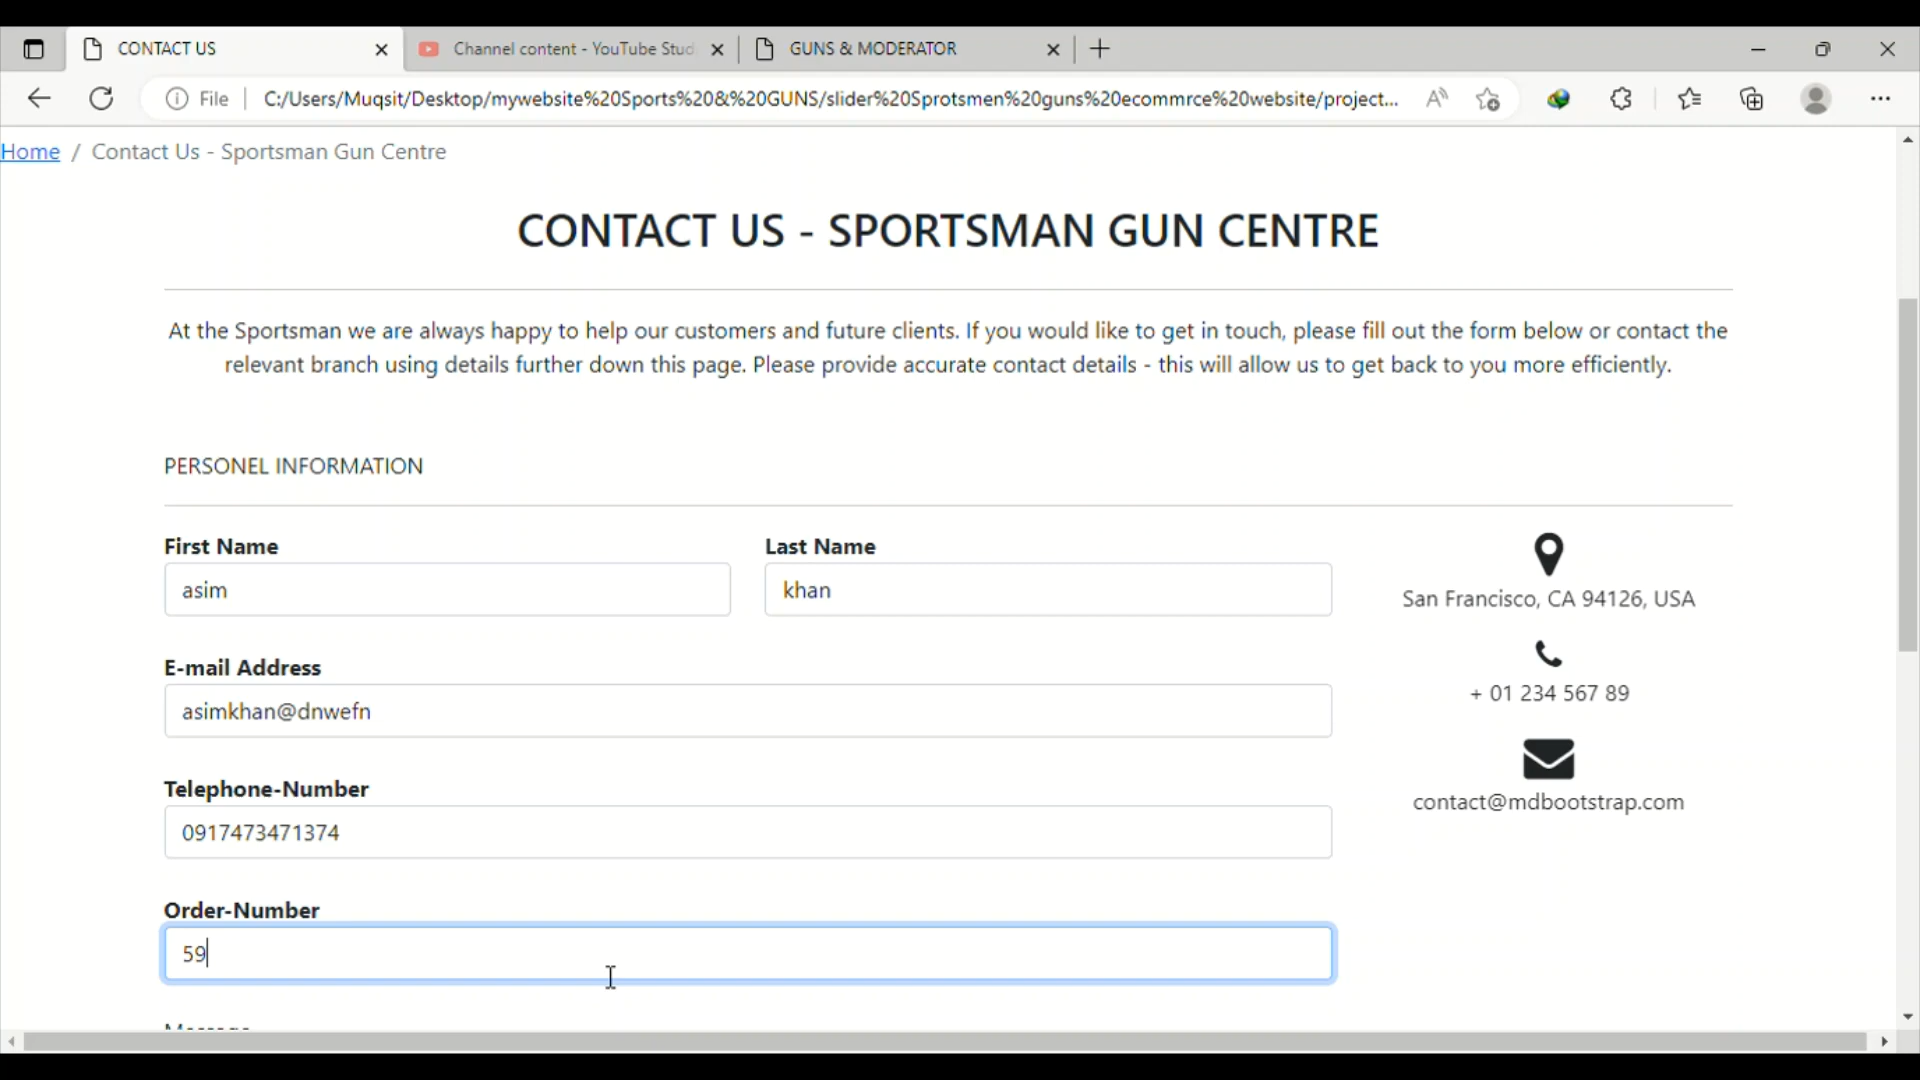 CONTACT US
Channel content - YouTube Stud
GUNS & MODERATOR
File
C:/Users/Muqsit/Desktop/mywebsite%20Sports%20&%20GUNS/slider%20Sprotsmen%20guns%20ecommrce%20website/project...
Home / Contact Us - Sportsman Gun Centre
CONTACT US - SPORTSMAN GUN CENTRE
At the Sportsman we are always happy to help our customers and future clients. If you would like to get in touch, please fill out the form below or contact the
relevant branch using details further down this page. Please provide accurate contact details - this will allow us to get back to you more efficiently.
PERSONEL INFORMATION
First Name
Last Name
asim
khan
San Francisco, CA 94126, USA
E-mail Address
+ 01 234 567 89
asimkhan@dnwefn
Telephone-Number
contact@mdbootstrap.com
0917473471374
Order-Number
59